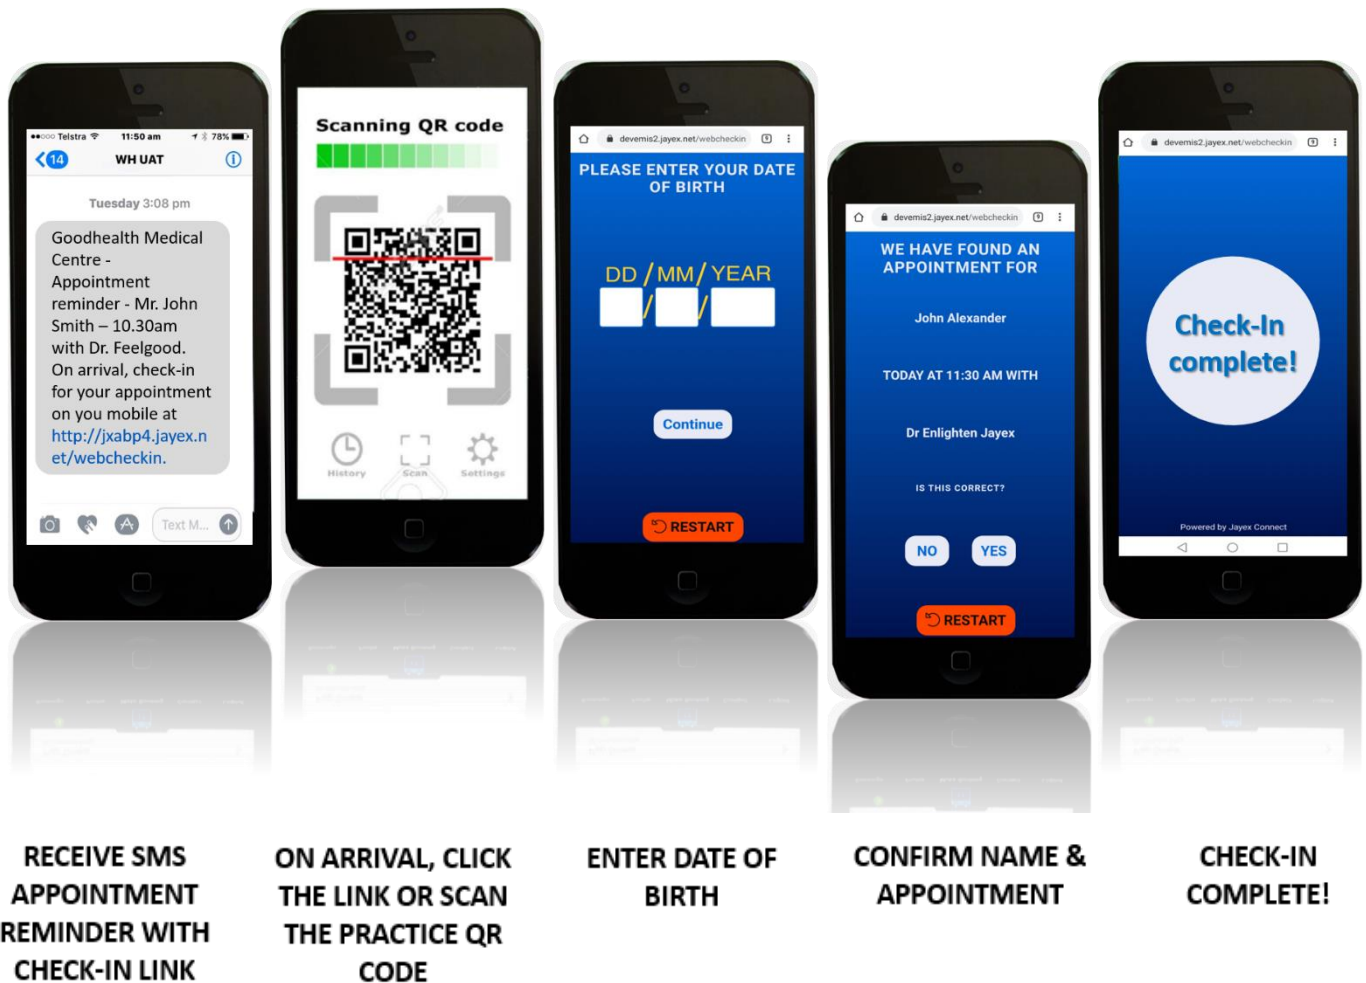 ●●○○○ Telstra 11:50 am 78%
14 WH UAT
Tuesday 3:08 pm
Goodhealth Medical
Centre -
Appointment
reminder - Mr. John
Smith – 10.30am
with Dr. Feelgood.
On arrival, check-in
for your appointment
on you mobile at
http://jxabp4.jayex.n
et/webcheckin.
Text M...
Scanning QR code
History Scan Settings
devemis2.jayex.net/webcheckin 9
PLEASE ENTER YOUR DATE
OF BIRTH
DD / MM / YEAR
/ /
Continue
RESTART
devemis2.jayex.net/webcheckin 9
WE HAVE FOUND AN
APPOINTMENT FOR
John Alexander
TODAY AT 11:30 AM WITH
Dr Enlighten Jayex
IS THIS CORRECT?
NO YES
RESTART
devemis2.jayex.net/webcheckin 9
Check-In
complete!
Powered by Jayex Connect
RECEIVE SMS
APPOINTMENT
REMINDER WITH
CHECK-IN LINK
ON ARRIVAL, CLICK
THE LINK OR SCAN
THE PRACTICE QR
CODE
ENTER DATE OF
BIRTH
CONFIRM NAME &
APPOINTMENT
CHECK-IN
COMPLETE!